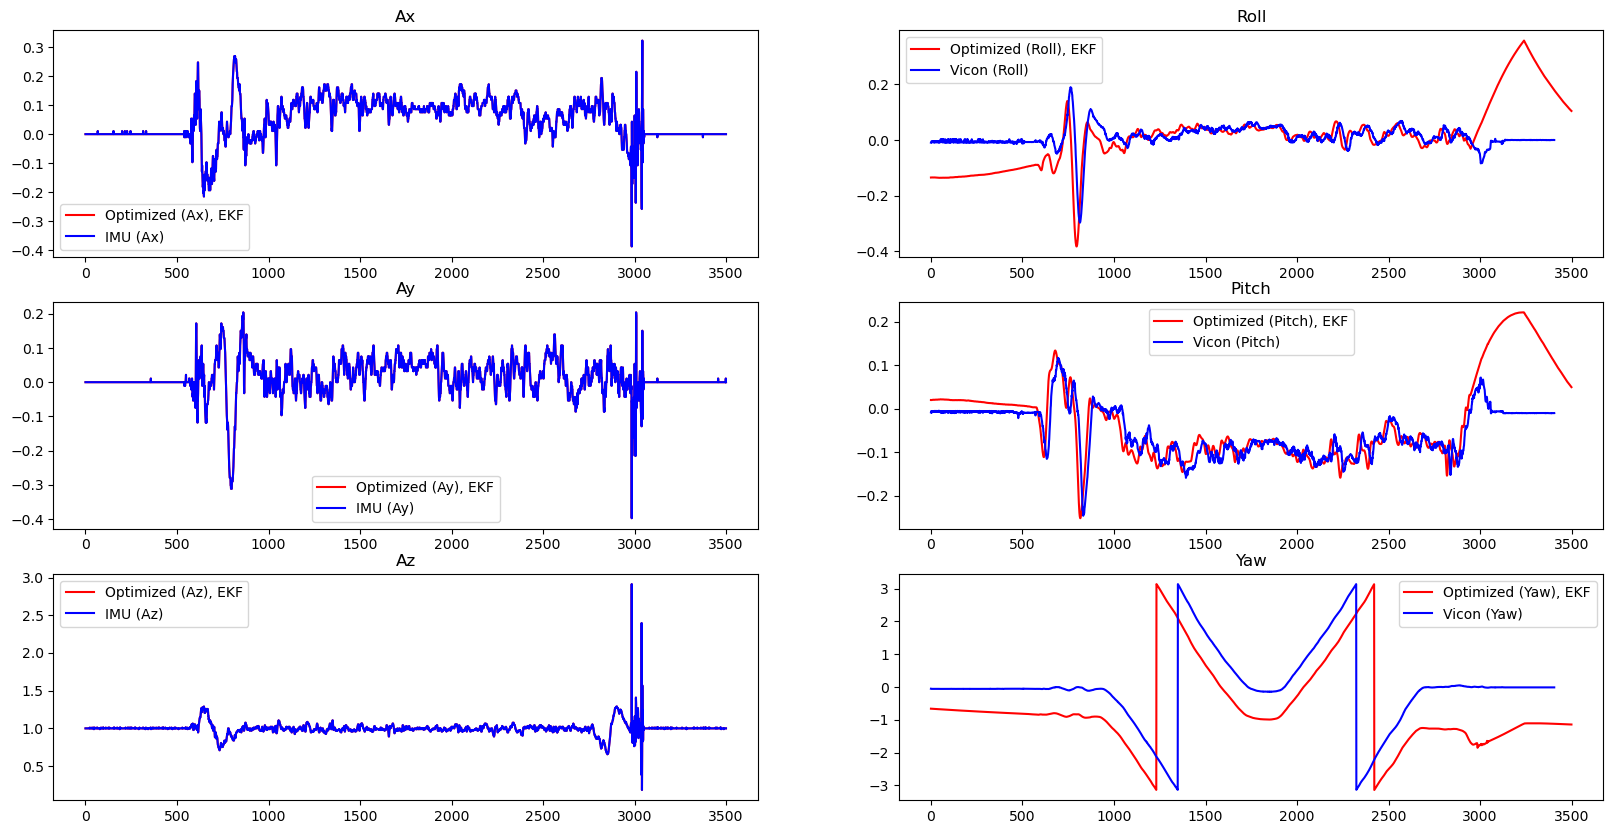 Ax
0.3
0.2
0.1
0.0
−0.1
−0.2
−0.3
−0.4
Optimized (Ax), EKF
IMU (Ax)
0 500 1000 1500 2000 2500 3000 3500
Roll
0.2
0.0
−0.2
−0.4
Optimized (Roll), EKF
Vicon (Roll)
0 500 1000 1500 2000 2500 3000 3500
Ay
0.2
0.1
0.0
−0.1
−0.2
−0.3
−0.4
Optimized (Ay), EKF
IMU (Ay)
0 500 1000 1500 2000 2500 3000 3500
Pitch
0.2
0.1
0.0
−0.1
−0.2
Optimized (Pitch), EKF
Vicon (Pitch)
0 500 1000 1500 2000 2500 3000 3500
Az
3.0
2.5
2.0
1.5
1.0
0.5
Optimized (Az), EKF
IMU (Az)
0 500 1000 1500 2000 2500 3000 3500
Yaw
3
2
1
0
−1
−2
−3
Optimized (Yaw), EKF
Vicon (Yaw)
0 500 1000 1500 2000 2500 3000 3500